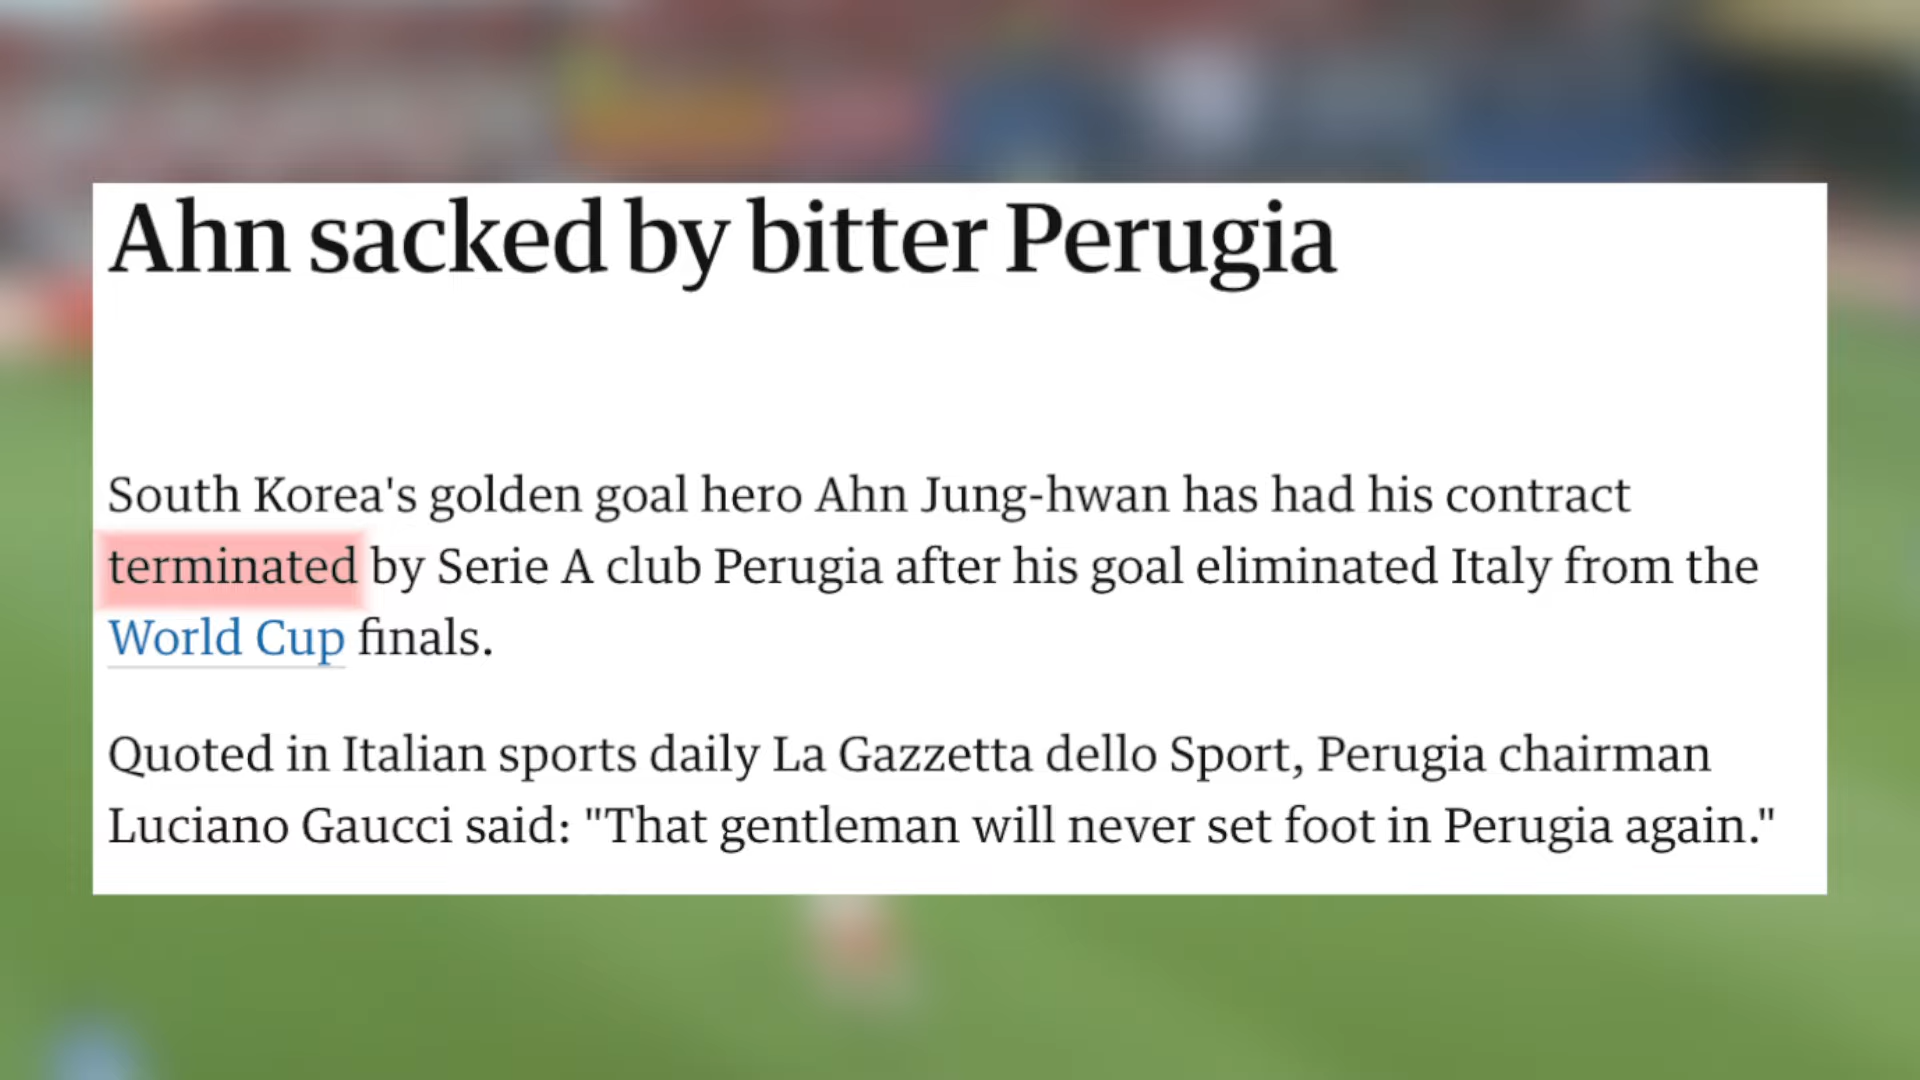 Ahn sacked by bitter Perugia
South Korea's golden goal hero Ahn Jung-hwan has had his contract
terminated by Serie A club Perugia after his goal eliminated Italy from the
World Cup finals.
Quoted in Italian sports daily La Gazzetta dello Sport, Perugia chairman
Luciano Gaucci said: "That gentleman will never set foot in Perugia again."